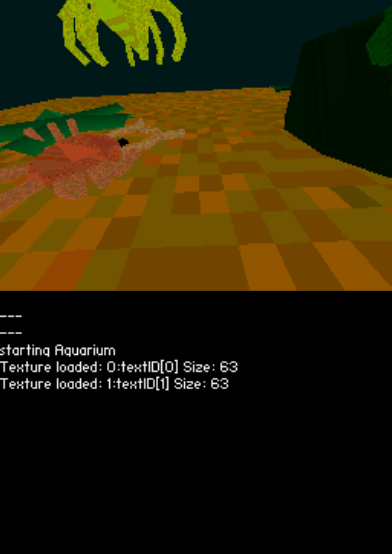 ---
---
starting Aquarium
Texture loaded: 0:textID[0] Size: 63
Texture loaded: 1:textID[1] Size: 63